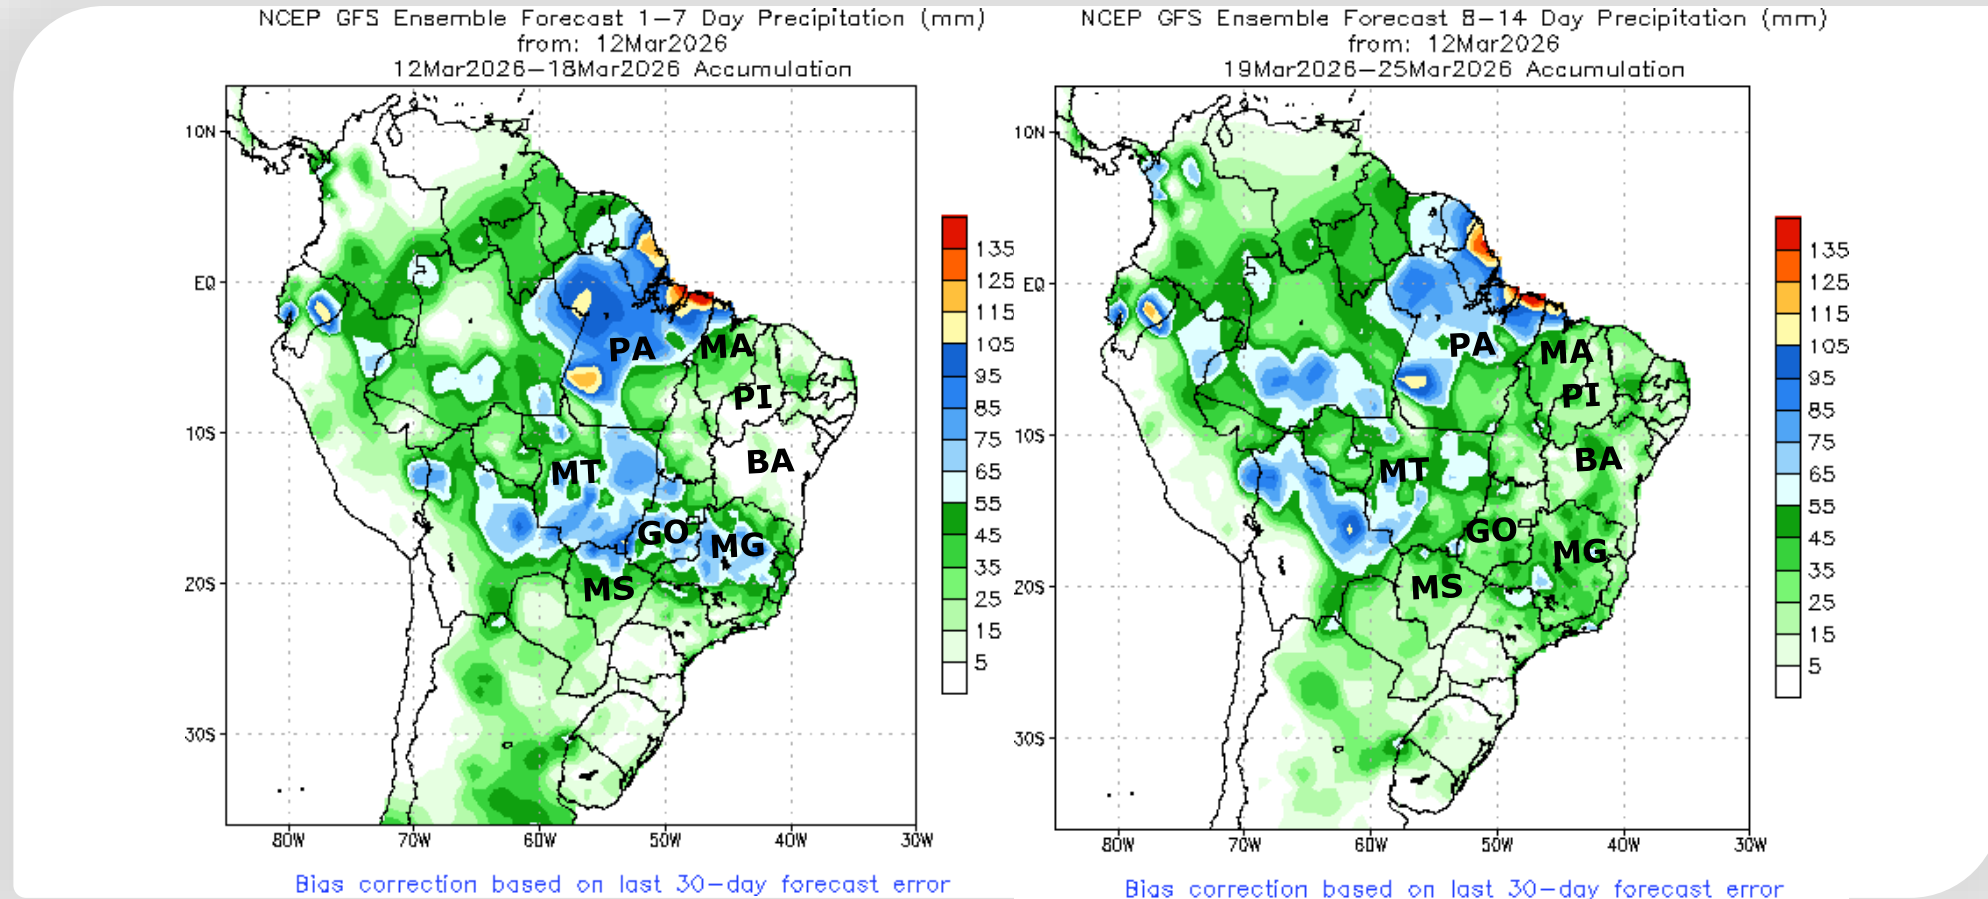 NCEP GFS Ensemble Forecast 1-7 Day Precipitation (mm)
from: 12Mar2026
12Mar2026-18Mar2026 Accumulation
10N
EQ
10S
20S
30S
80W 70W 60W 50W 40W 30W
PA
MA
PI
BA
MT
GO
MG
MS
135
125
115
105
95
85
75
65
55
45
35
25
15
5
Bias correction based on last 30-day forecast error
NCEP GFS Ensemble Forecast 8-14 Day Precipitation (mm)
from: 12Mar2026
19Mar2026-25Mar2026 Accumulation
10N
EQ
10S
20S
30S
80W 70W 60W 50W 40W 30W
PA
MA
PI
BA
MT
GO
MG
MS
135
125
115
105
95
85
75
65
55
45
35
25
15
5
Bias correction based on last 30-day forecast error